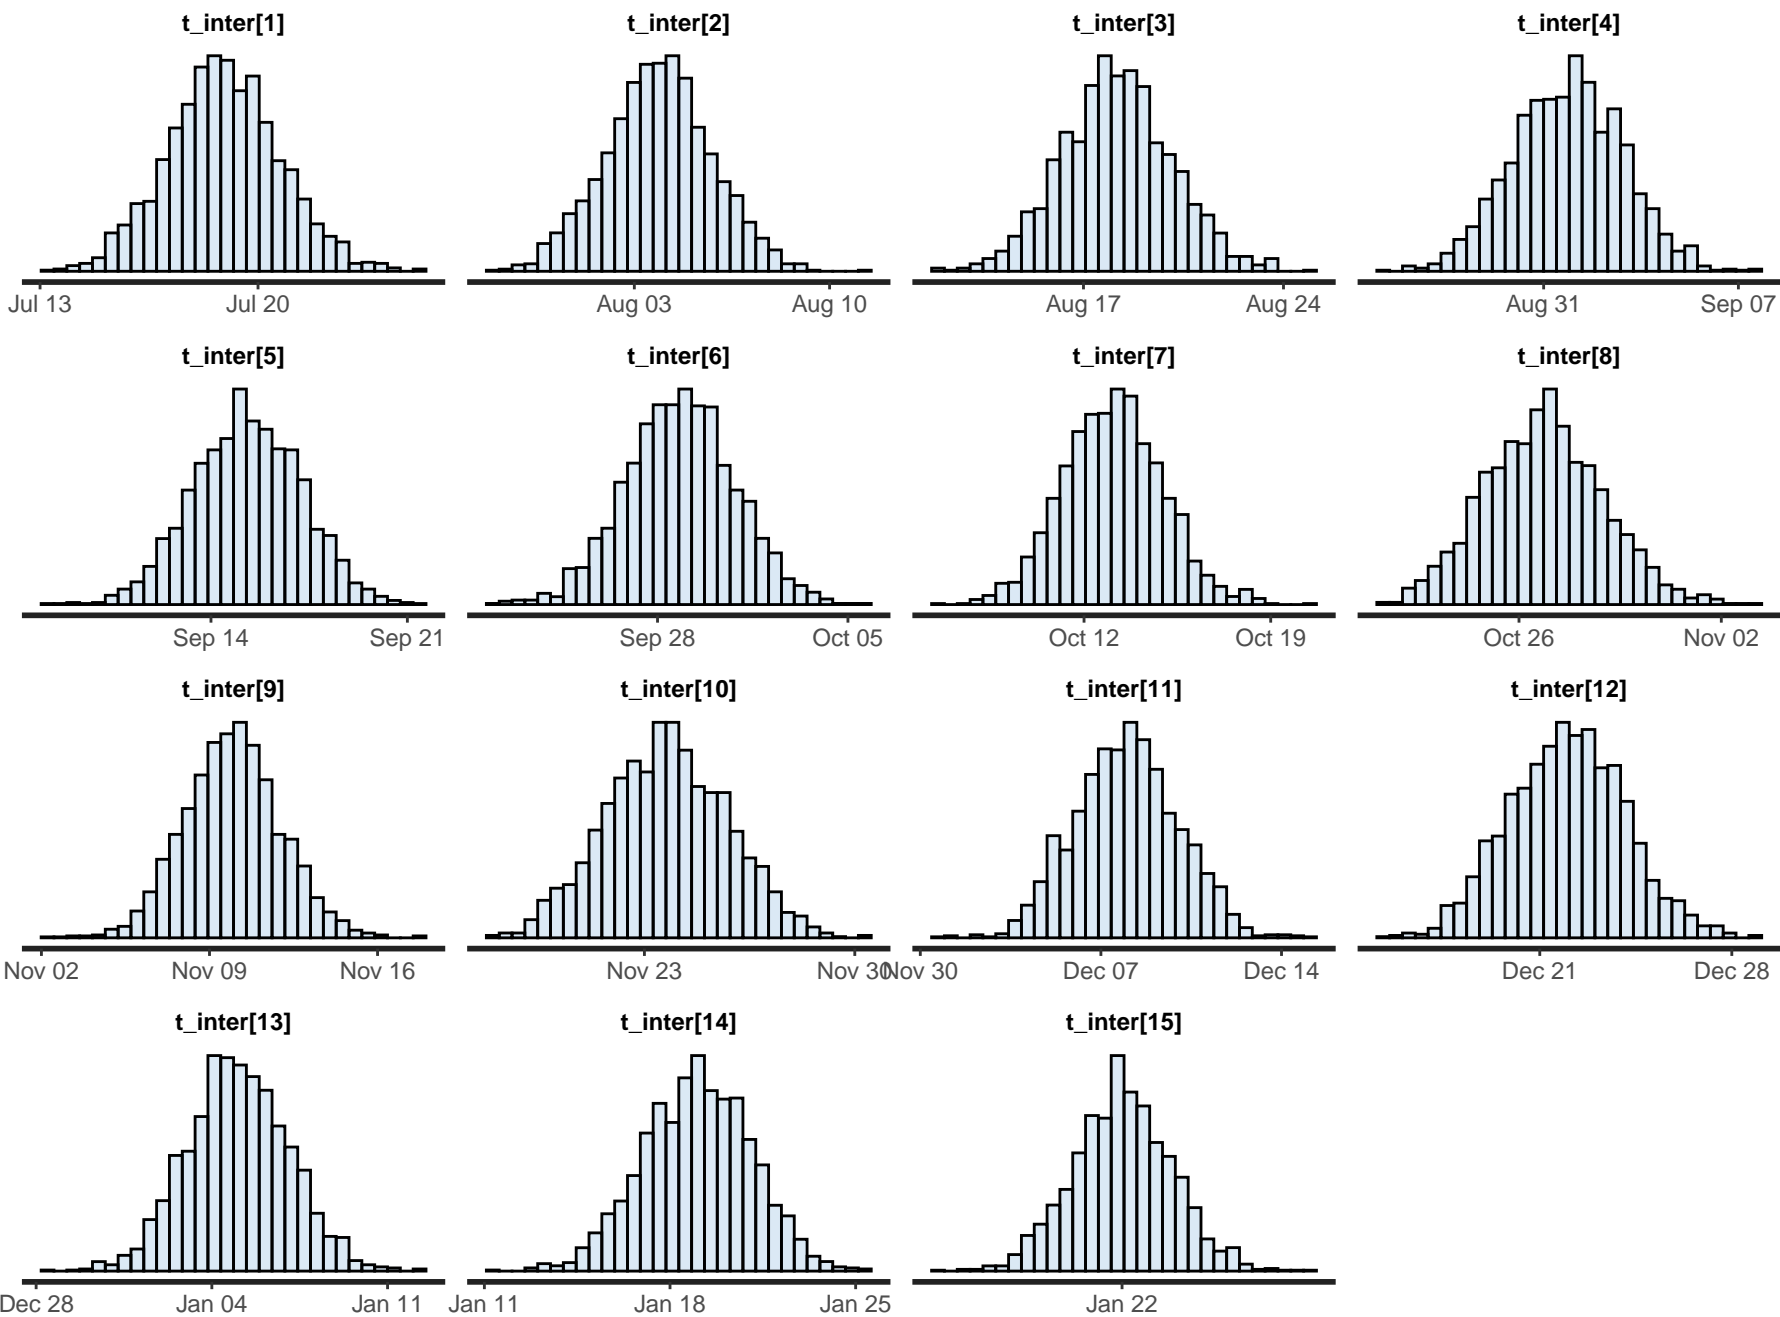 t_inter[1] t_inter[2] t_inter[3] t_inter[4]
Jul 13 Jul 20 Aug 03 Aug 10 Aug 17 Aug 24 Aug 31 Sep 07
t_inter[5] t_inter[6] t_inter[7] t_inter[8]
Sep 14 Sep 21 Sep 28 Oct 05 Oct 12 Oct 19 Oct 26 Nov 02
t_inter[9] t_inter[10] t_inter[11] t_inter[12]
Nov 02 Nov 09 Nov 16 Nov 23 Nov 30 Nov 30 Dec 07 Dec 14 Dec 21 Dec 28
t_inter[13] t_inter[14] t_inter[15]
Dec 28 Jan 04 Jan 11 Jan 11 Jan 18 Jan 25 Jan 22